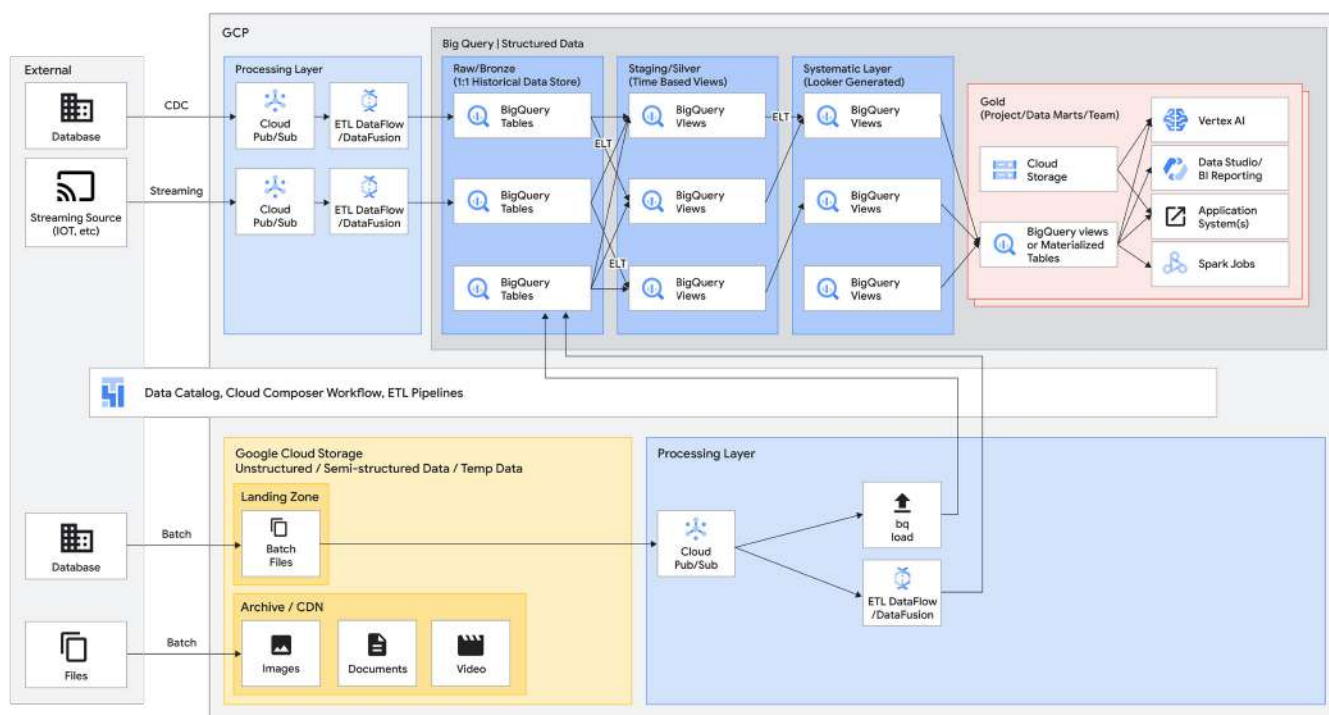 GCP
Big Query | Structured Data
External
Processing Layer
Raw/Bronze
(1:1 Historical Data Store)
Staging/Silver
(Time Based Views)
Systematic Layer
(Looker Generated)
Gold
(Project/Data Marts/Team)
Database
CDC
Cloud
Pub/Sub
ETL DataFlow
/DataFusion
BigQuery
Tables
ELT
BigQuery
Views
ELT
BigQuery
Views
Vertex AI
Cloud
Storage
Data Studio/
BI Reporting
Streaming Source
(IOT, etc)
Streaming
Cloud
Pub/Sub
ETL DataFlow
/DataFusion
BigQuery
Tables
BigQuery
Views
BigQuery
Views
BigQuery views
or Materialized
Tables
Application
System(s)
Spark Jobs
BigQuery
Tables
ELT
BigQuery
Views
BigQuery
Views
Data Catalog, Cloud Composer Workflow, ETL Pipelines
Google Cloud Storage
Unstructured / Semi-structured Data / Temp Data
Processing Layer
Landing Zone
Database
Batch
Batch
Files
Cloud
Pub/Sub
bq
load
ETL DataFlow
/DataFusion
Archive / CDN
Files
Batch
Images
Documents
Video